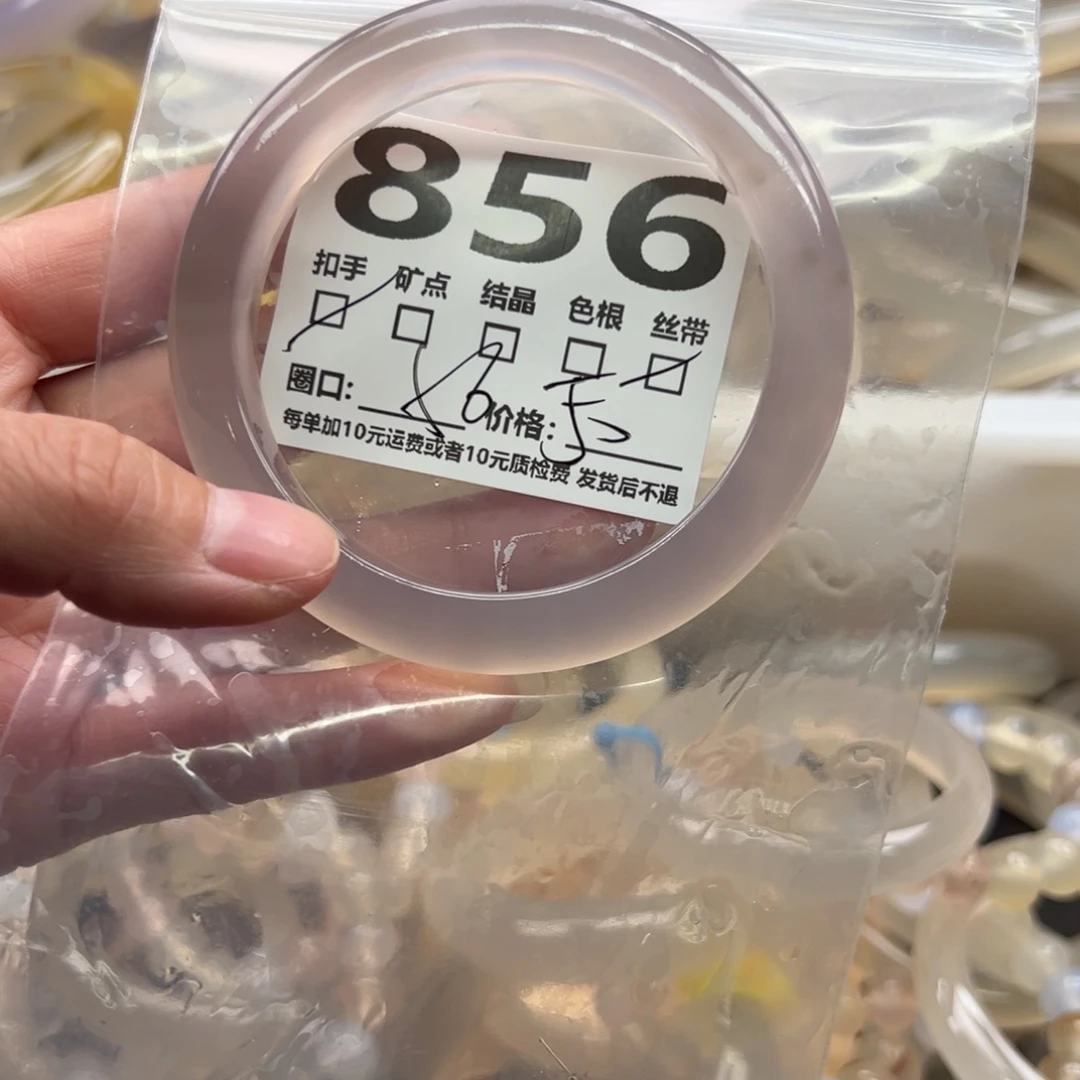 856
扣手 矿点 结晶 色根 丝带
圈口: 56 价格:
每单加10元运费或者10元质检费 发货后不退